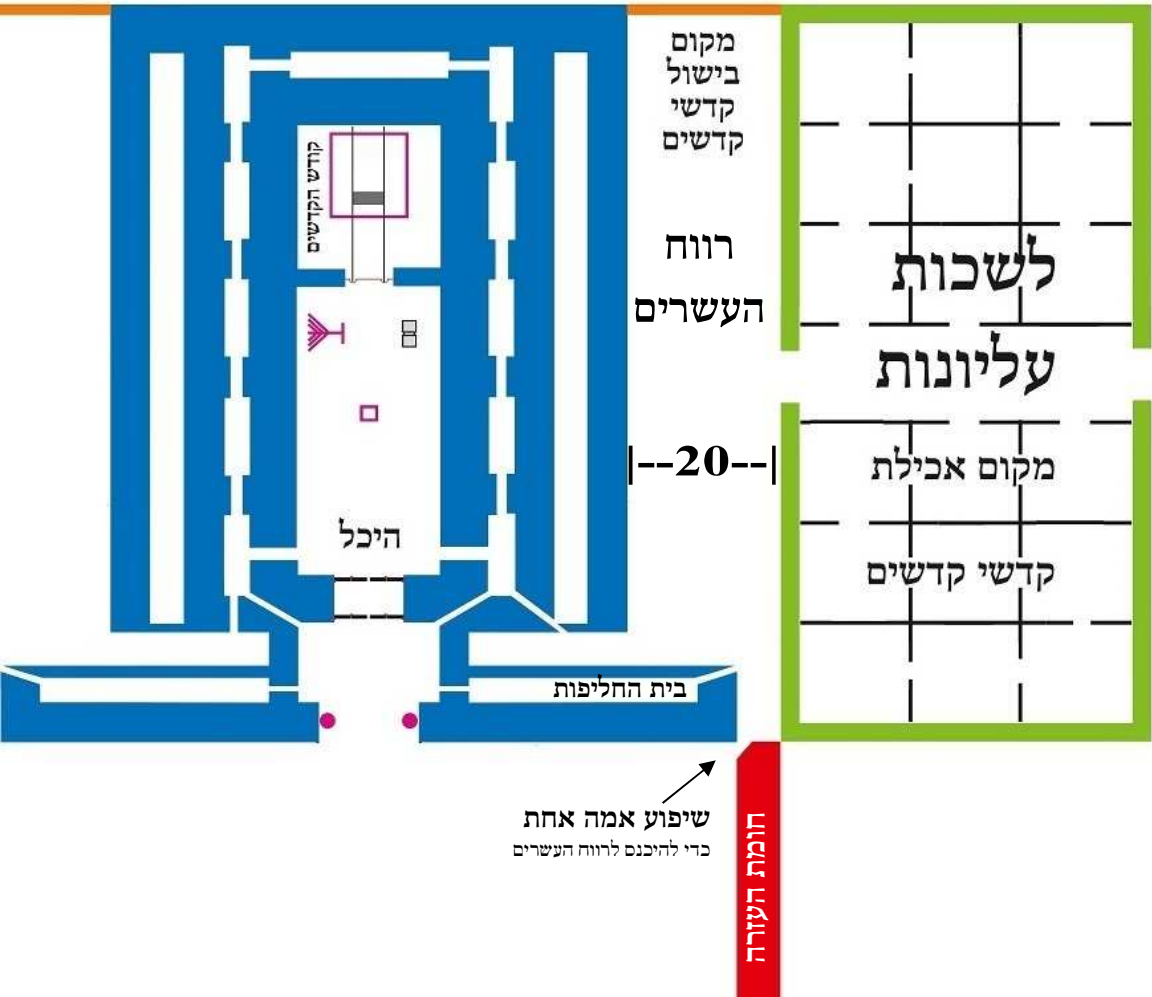 מקום
בישול
קדשי
קדשים
רווח
העשרים
|--20--|
לשכות
עליונות
מקום אכילת
קדשי קדשים
קודש הקדשים
היכל
בית החליפות
שיפוע אמה אחת
כדי להיכנס לרווח העשרים
חומת העזרה